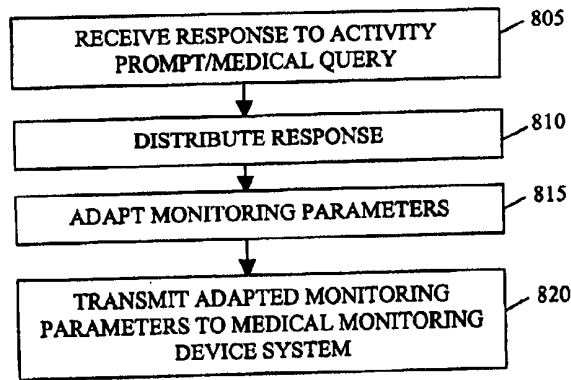 RECEIVE RESPONSE TO ACTIVITY
PROMPT/MEDICAL QUERY
805
DISTRIBUTE RESPONSE
810
ADAPT MONITORING PARAMETERS
815
TRANSMIT ADAPTED MONITORING
PARAMETERS TO MEDICAL MONITORING
DEVICE SYSTEM
820